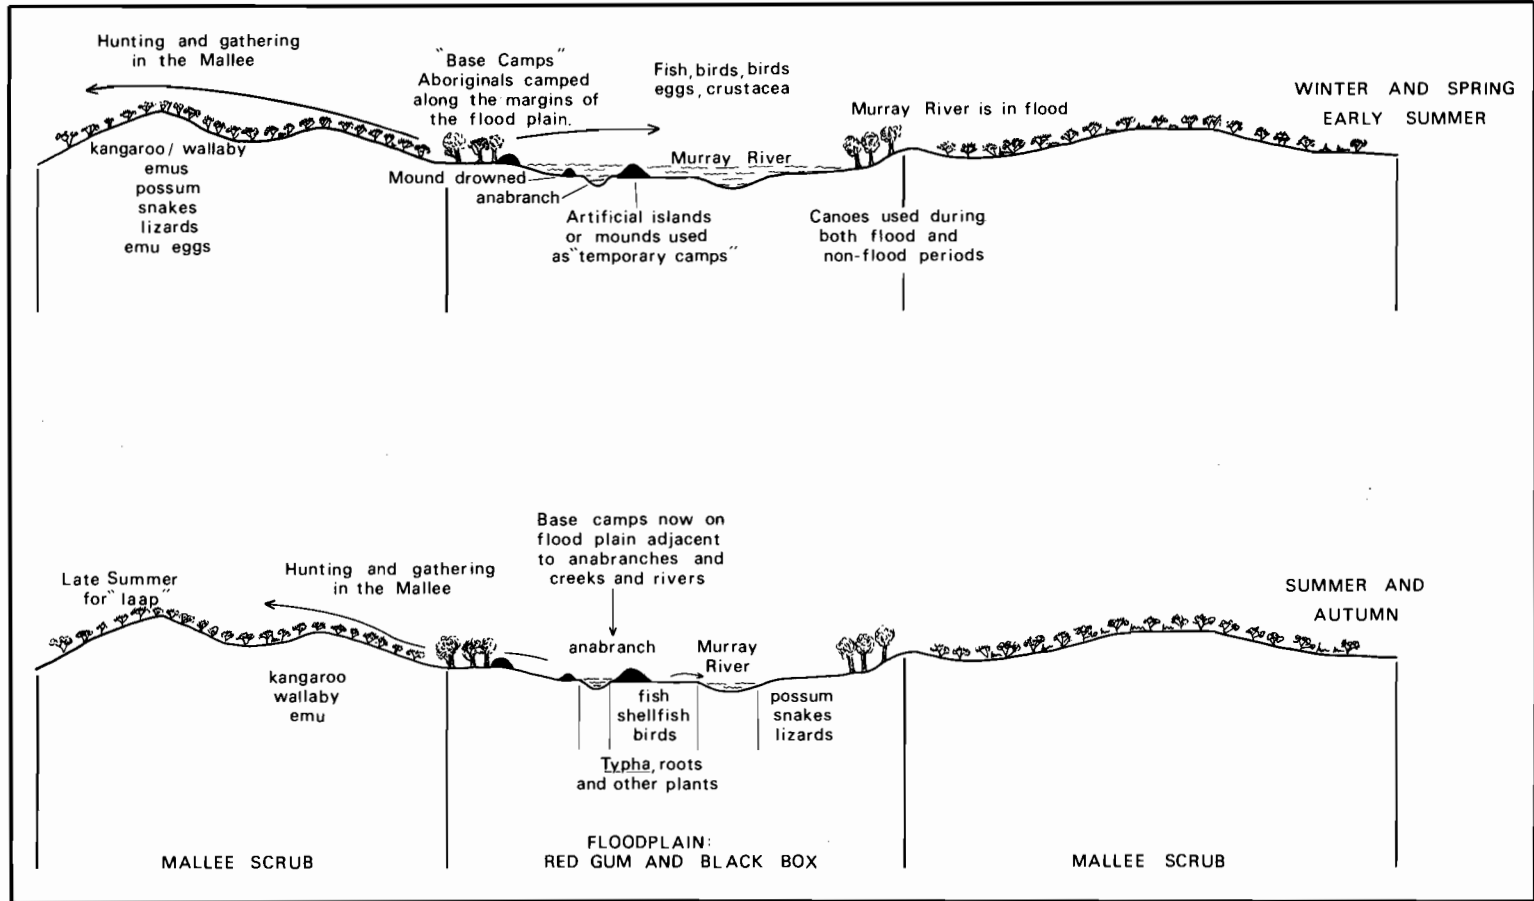 Hunting and gathering
in the Mallee
"Base Camps"
Aboriginals camped
along the margins of
the flood plain.
Fish, birds, birds
eggs, crustacea
Murray River is in flood
WINTER AND SPRING
EARLY SUMMER
kangaroo / wallaby
emus
possum
snakes
lizards
emu eggs
Mound drowned
anabranch
Murray River
Artificial islands
or mounds used
as "temporary camps"
Canoes used during
both flood and
non-flood periods
Base camps now on
flood plain adjacent
to anabranches and
creeks and rivers
Late Summer
for "laap"
Hunting and gathering
in the Mallee
SUMMER AND
AUTUMN
anabranch
Murray
River
kangaroo
wallaby
emu
fish
shellfish
birds
possum
snakes
lizards
Typha, roots
and other plants
MALLEE SCRUB
FLOODPLAIN:
RED GUM AND BLACK BOX
MALLEE SCRUB